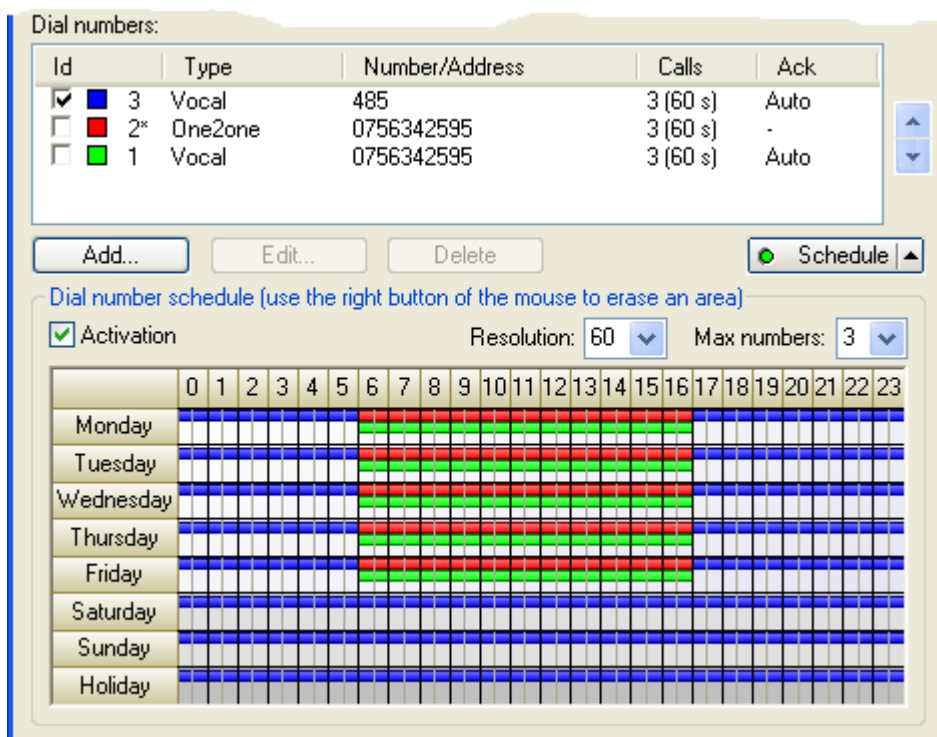 Dial numbers:
Id Type Number/Address Calls Ack
3 Vocal 485 3 (60 s) Auto
2* One2one 0756342595 3 (60 s) -
1 Vocal 0756342595 3 (60 s) Auto
Add... Edit... Delete Schedule
Dial number schedule (use the right button of the mouse to erase an area)
Activation Resolution: 60 Max numbers: 3
0 1 2 3 4 5 6 7 8 9 10 11 12 13 14 15 16 17 18 19 20 21 22 23
Monday
Tuesday
Wednesday
Thursday
Friday
Saturday
Sunday
Holiday